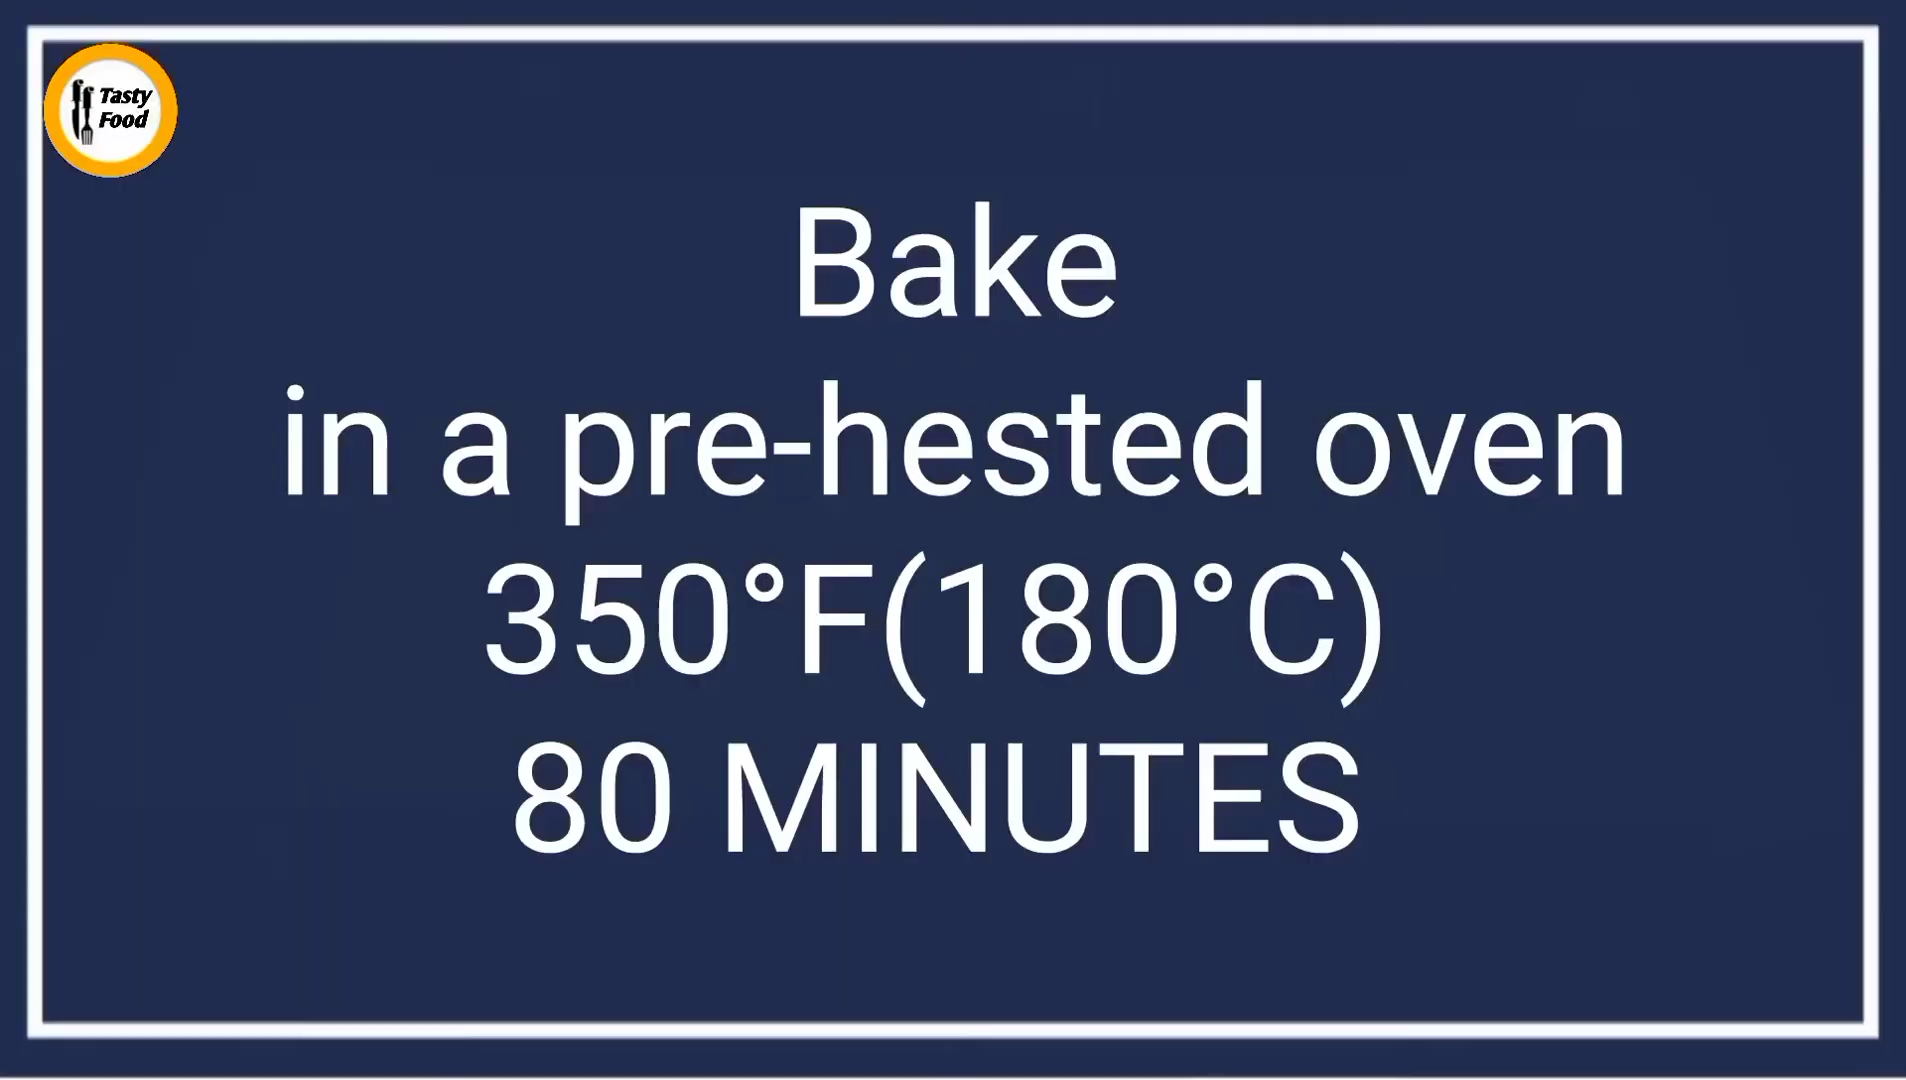 Tasty
Food
Bake
in a pre-hested oven
350°F(180°C)
80 MINUTES